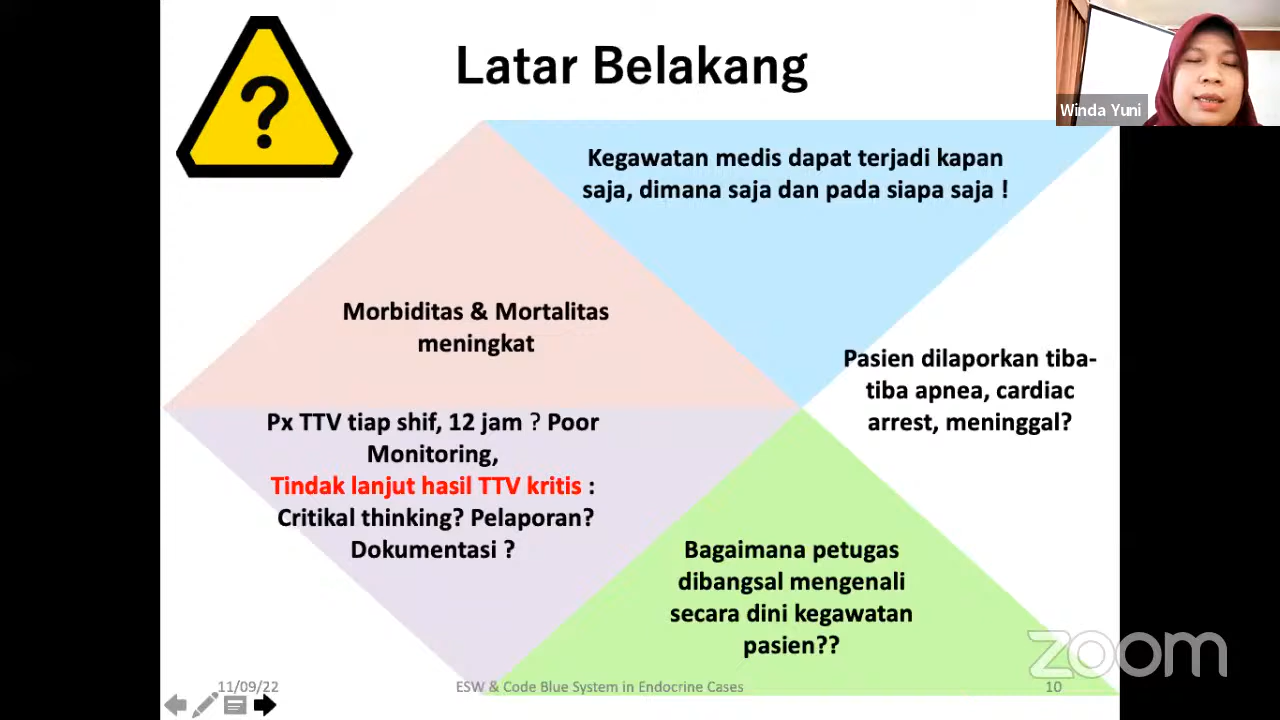 ?
Latar Belakang
Winda Yuni
Kegawatan medis dapat terjadi kapan
saja, dimana saja dan pada siapa saja !
Morbiditas & Mortalitas
meningkat
Pasien dilaporkan tiba-
tiba apnea, cardiac
arrest, meninggal?
Px TTV tiap shif, 12 jam ? Poor
Monitoring,
Tindak lanjut hasil TTV kritis :
Critikal thinking? Pelaporan?
Dokumentasi ?
Bagaimana petugas
dibangsal mengenali
secara dini kegawatan
pasien??
zoom
11/09/22
ESW & Code Blue System in Endocrine Cases
10